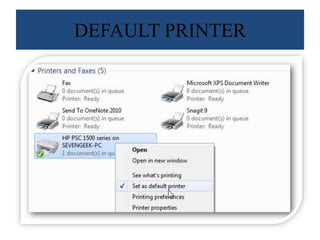 DEFAULT PRINTER
Printers and Faxes (5)
Fax
0 document(s) in queue
Printer: Ready
Microsoft XPS Document Writer
0 document(s) in queue
Printer: Ready
Send To OneNote 2010
0 document(s) in queue
Printer: Ready
Snagit 9
0 document(s) in queue
Printer: Ready
HP PSC 1500 series on
SEVENGEEK-PC
1 document(s) in qu
Open
Open in new window
See what's printing
Set as default printer
Printing preferences
Printer properties